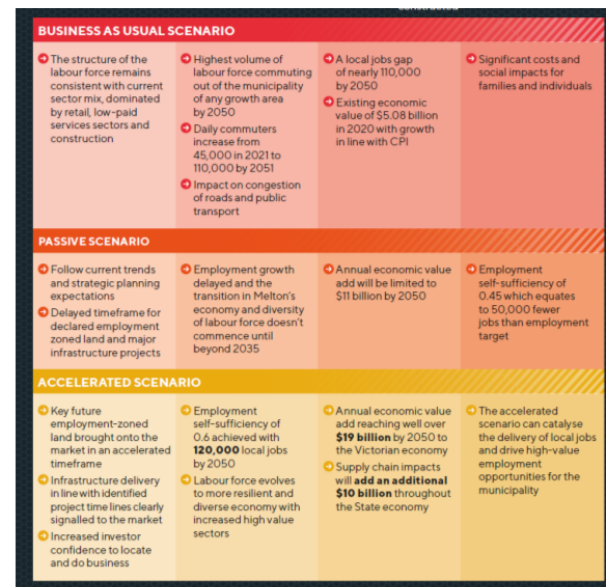 constructed
BUSINESS AS USUAL SCENARIO
The structure of the
labour force remains
consistent with current
sector mix, dominated
by retail, low-paid
services sectors and
construction
Highest volume of
labour force commuting
out of the municipality
of any growth area
by 2050
Daily commuters
increase from
45,000 in 2021 to
110,000 by 2051
Impact on congestion
of roads and public
transport
A local jobs gap
of nearly 110,000
by 2050
Existing economic
value of $5.08 billion
in 2020 with growth
in line with CPI
Significant costs and
social impacts for
families and individuals
PASSIVE SCENARIO
Follow current trends
and strategic planning
expectations
Delayed timeframe for
declared employment
zoned land and major
infrastructure projects
Employment growth
delayed and the
transition in Melton's
economy and diversity
of labour force doesn't
commence until
beyond 2035
Annual economic value
add will be limited to
$11 billion by 2050
Employment
self-sufficiency of
0.45 which equates
to 50,000 fewer
jobs than employment
target
ACCELERATED SCENARIO
Key future
employment-zoned
land brought onto the
market in an accelerated
timeframe
Infrastructure delivery
in line with identified
project time lines clearly
signalled to the market
Increased investor
confidence to locate
and do business
Employment
self-sufficiency of
0.6 achieved with
120,000 local jobs
by 2050
Labour force evolves
to more resilient and
diverse economy with
increased high value
sectors
Annual economic value
add reaching well over
$19 billion by 2050 to
the Victorian economy
Supply chain impacts
will add an additional
$10 billion throughout
the State economy
The accelerated
scenario can catalyse
the delivery of local jobs
and drive high-value
employment
opportunities for the
municipality